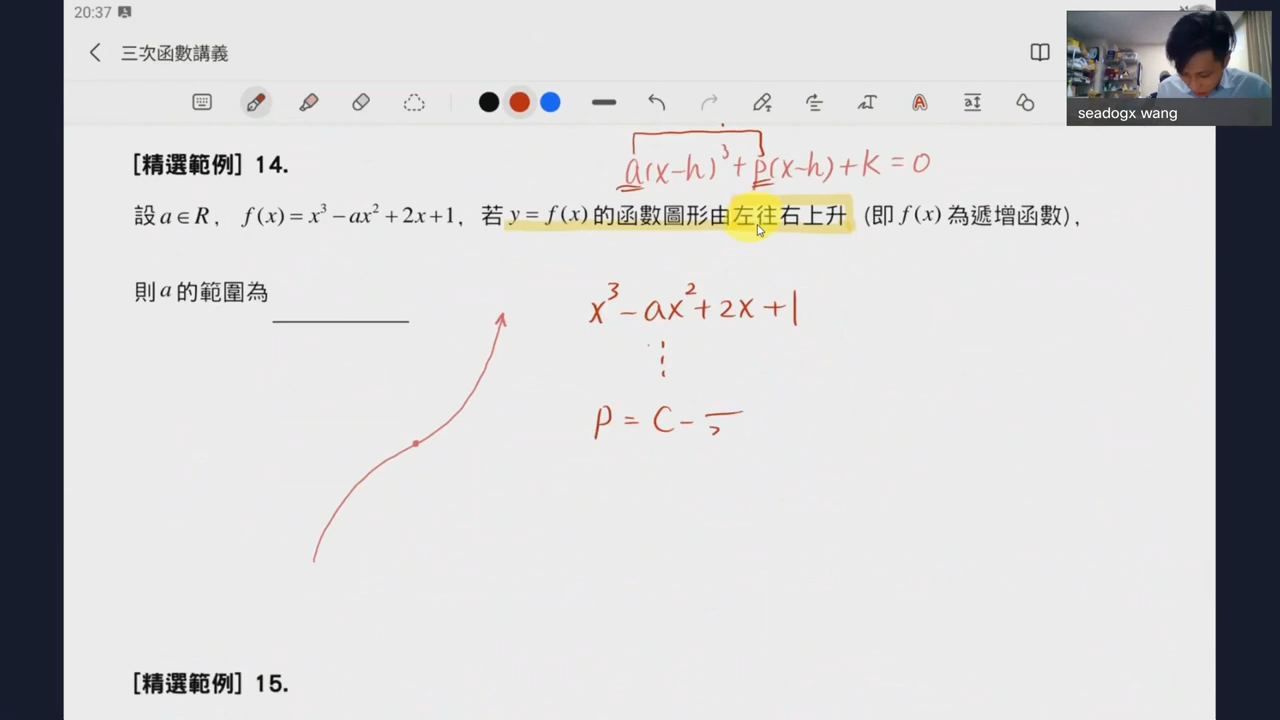 20:37
三次函數講義
seadogx wang
[精選範例] 14.
a(x-h)³+p(x-h)+k=0
設 a∈R, f(x)=x³-ax²+2x+1, 若 y=f(x) 的函數圖形由左往右上升 (即 f(x) 為遞增函數),
則 a 的範圍為
x³-ax²+2x+1
P=C-
[精選範例] 15.